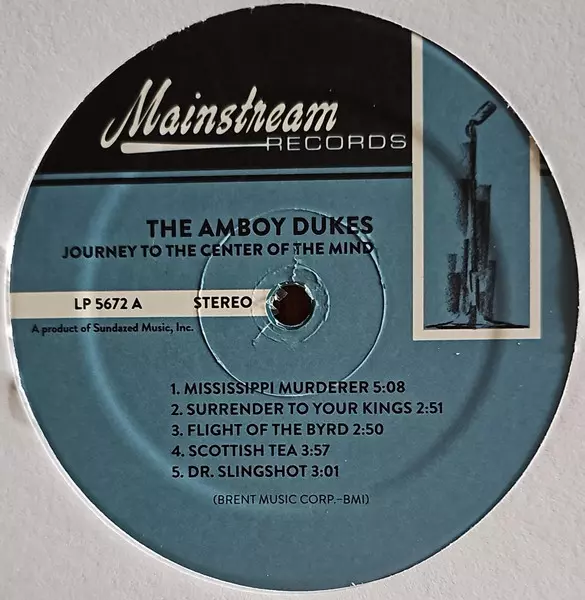 Mainstream
RECORDS
THE AMBOY DUKES
JOURNEY TO THE CENTER OF THE MIND
LP 5672 A STEREO
A product of Sundazed Music, Inc.
1. MISSISSIPPI MURDERER 5:08
2. SURRENDER TO YOUR KINGS 2:51
3. FLIGHT OF THE BYRD 2:50
4. SCOTTISH TEA 3:57
5. DR. SLINGSHOT 3:01
(BRENT MUSIC CORP.–BMI)